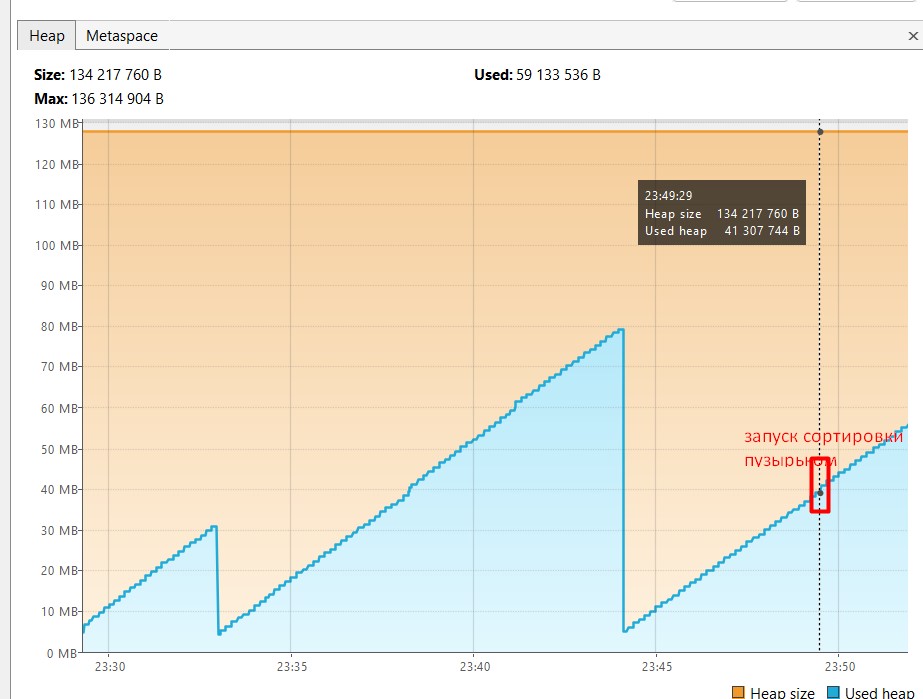 Heap Metaspace ×
Size: 134 217 760 B Used: 59 133 536 B
Max: 136 314 904 B
130 MB
120 MB
110 MB
100 MB
90 MB
80 MB
70 MB
60 MB
50 MB
40 MB
30 MB
20 MB
10 MB
0 MB
23:49:29
Heap size 134 217 760 B
Used heap 41 307 744 B
запуск сортировки
пузырьком
23:30 23:35 23:40 23:45 23:50
Heap size Used heap